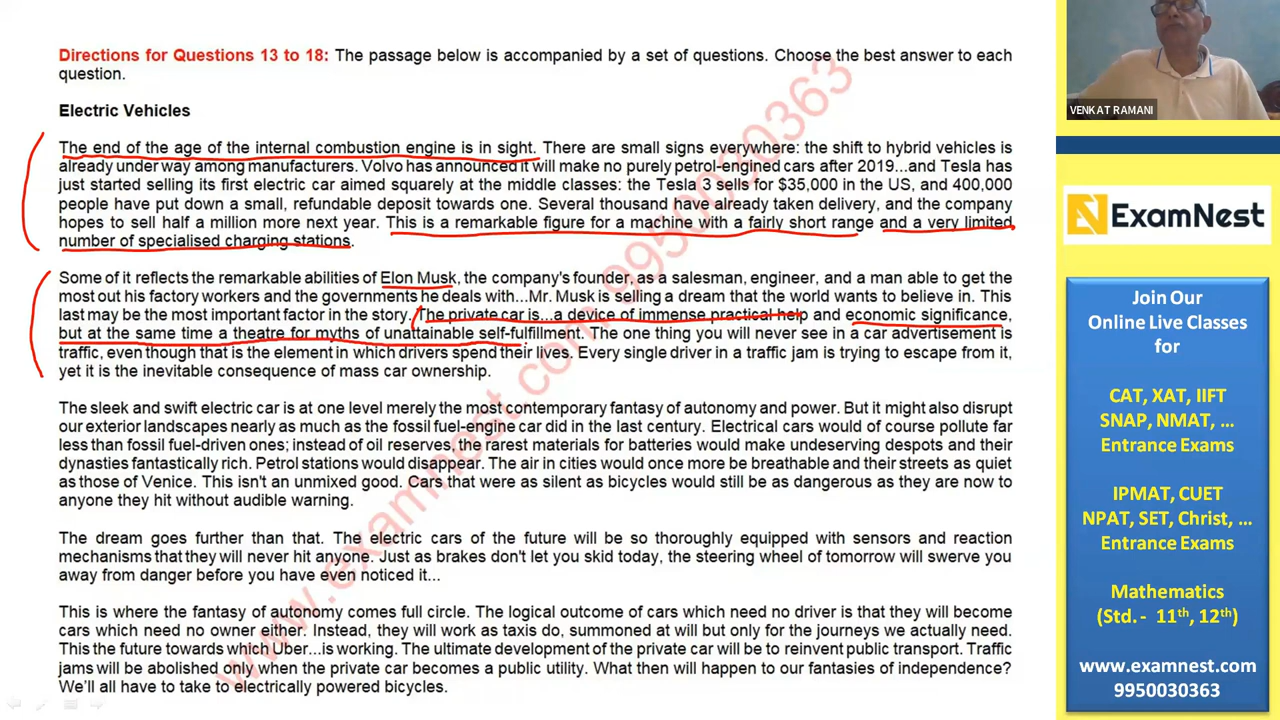 Directions for Questions 13 to 18: The passage below is accompanied by a set of questions. Choose the best answer to each
question.
Electric Vehicles
The end of the age of the internal combustion engine is in sight. There are small signs everywhere: the shift to hybrid vehicles is
already under way among manufacturers. Volvo has announced it will make no purely petrol-engined cars after 2019...and Tesla has
just started selling its first electric car aimed squarely at the middle classes: the Tesla 3 sells for $35,000 in the US, and 400,000
people have put down a small, refundable deposit towards one. Several thousand have already taken delivery, and the company
hopes to sell half a million more next year. This is a remarkable figure for a machine with a fairly short range and a very limited
number of specialised charging stations.
Some of it reflects the remarkable abilities of Elon Musk, the company's founder, as a salesman, engineer, and a man able to get the
most out his factory workers and the governments he deals with...Mr. Musk is selling a dream that the world wants to believe in. This
last may be the most important factor in the story. The private car is...a device of immense practical help and economic significance,
but at the same time a theatre for myths of unattainable self-fulfillment. The one thing you will never see in a car advertisement is
traffic, even though that is the element in which drivers spend their lives. Every single driver in a traffic jam is trying to escape from it,
yet it is the inevitable consequence of mass car ownership.
The sleek and swift electric car is at one level merely the most contemporary fantasy of autonomy and power. But it might also disrupt
our exterior landscapes nearly as much as the fossil fuel-engine car did in the last century. Electrical cars would of course pollute far
less than fossil fuel-driven ones; instead of oil reserves, the rarest materials for batteries would make undeserving despots and their
dynasties fantastically rich. Petrol stations would disappear. The air in cities would once more be breathable and their streets as quiet
as those of Venice. This isn't an unmixed good. Cars that were as silent as bicycles would still be as dangerous as they are now to
anyone they hit without audible warning.
The dream goes further than that. The electric cars of the future will be so thoroughly equipped with sensors and reaction
mechanisms that they will never hit anyone. Just as brakes don't let you skid today, the steering wheel of tomorrow will swerve you
away from danger before you have even noticed it...
This is where the fantasy of autonomy comes full circle. The logical outcome of cars which need no driver is that they will become
cars which need no owner either. Instead, they will work as taxis do, summoned at will but only for the journeys we actually need.
This the future towards which Uber...is working. The ultimate development of the private car will be to reinvent public transport. Traffic
jams will be abolished only when the private car becomes a public utility. What then will happen to our fantasies of independence?
We'll all have to take to electrically powered bicycles.
www.examnest.com 9950030363
VENKAT RAMANI
ExamNest
Join Our
Online Live Classes
for
CAT, XAT, IIFT
SNAP, NMAT, ...
Entrance Exams
IPMAT, CUET
NPAT, SET, Christ, ...
Entrance Exams
Mathematics
(Std. - 11th, 12th)
www.examnest.com
9950030363